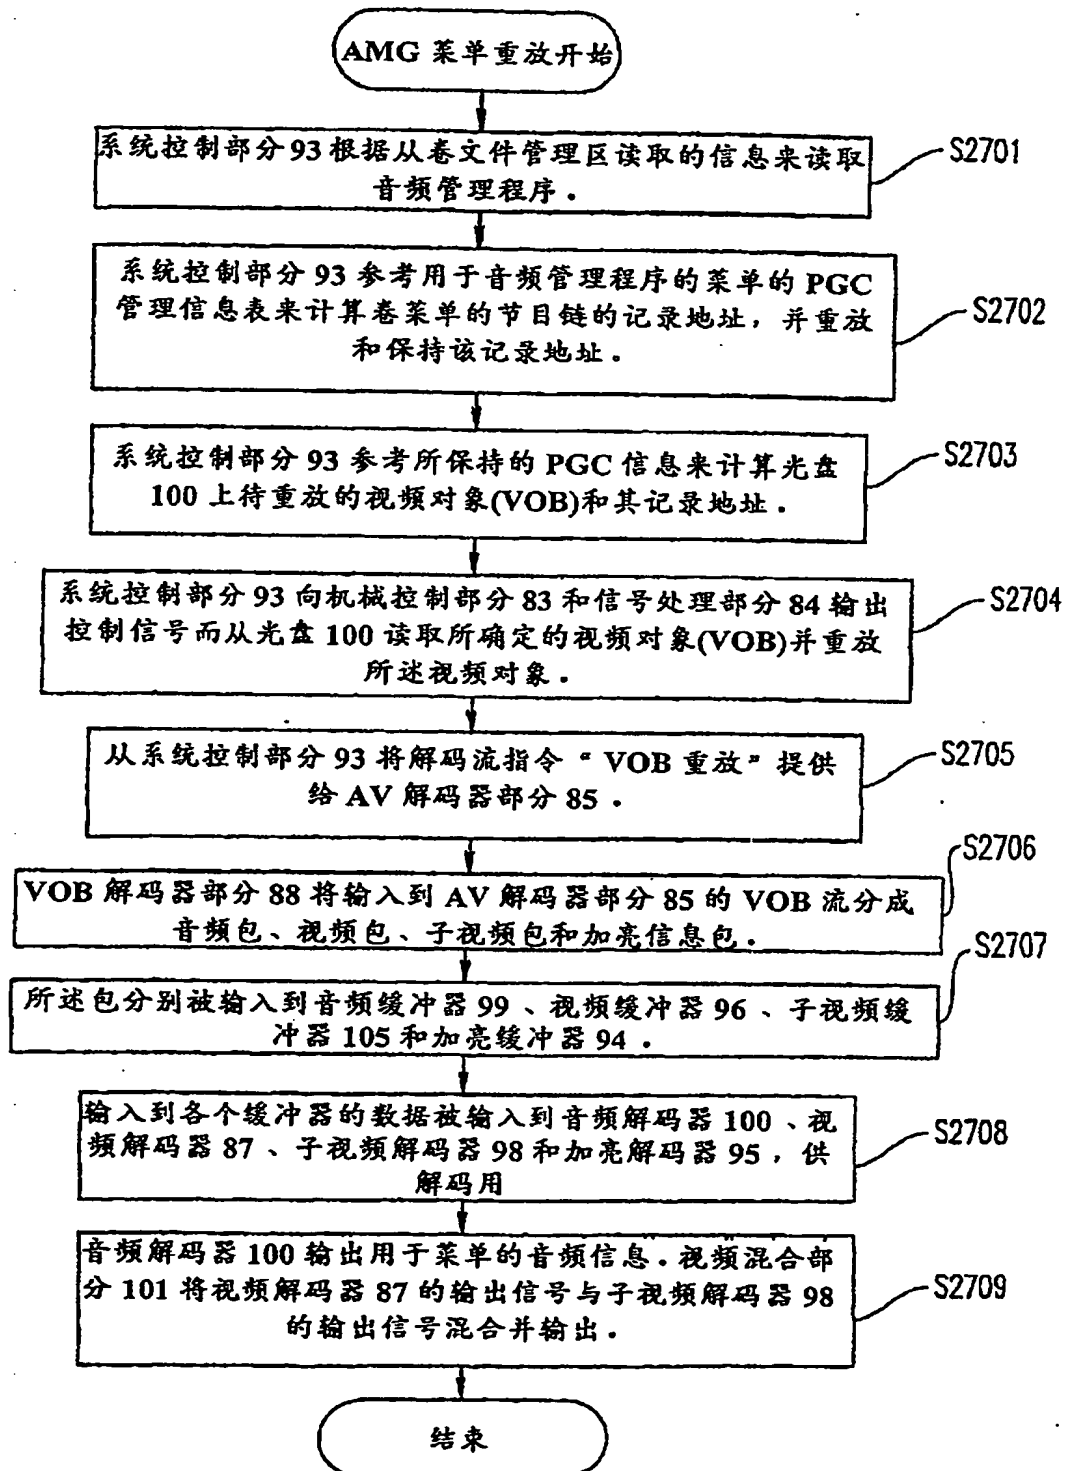 AMG 菜单重放开始
系统控制部分93根据从卷文件管理区读取的信息来读取
音频管理程序.
S2701
系统控制部分 93 参考用于音频管理程序的菜单的 PGC
管理信息表来计算卷菜单的节目链的记录地址, 并重放
和保持该记录地址.
S2702
系统控制部分 93 参考所保持的 PGC 信息来计算光盘
100 上待重放的视频对象(VOB)和其记录地址.
S2703
系统控制部分 93 向机械控制部分 83 和信号处理部分 84 输出
控制信号而从光盘 100 读取所确定的视频对象(VOB)并重放
所述视频对象.
S2704
从系统控制部分 93 将解码流指令“VOB 重放”提供
给 AV 解码器部分 85.
S2705
VOB 解码器部分 88 将输入到 AV 解码器部分 85 的 VOB 流分成
音频包、视频包、子视频包和加亮信息包.
S2706
所述包分别被输入到音频缓冲器 99、视频缓冲器 96、子视频缓
冲器 105 和加亮缓冲器 94.
S2707
输入到各个缓冲器的数据被输入到音频解码器 100、视
频解码器 87、子视频解码器 98 和加亮解码器 95, 供
解码用
S2708
音频解码器 100 输出用于菜单的音频信息.视频混合部
分 101 将视频解码器 87 的输出信号与子视频解码器 98
的输出信号混合并输出.
S2709
结束